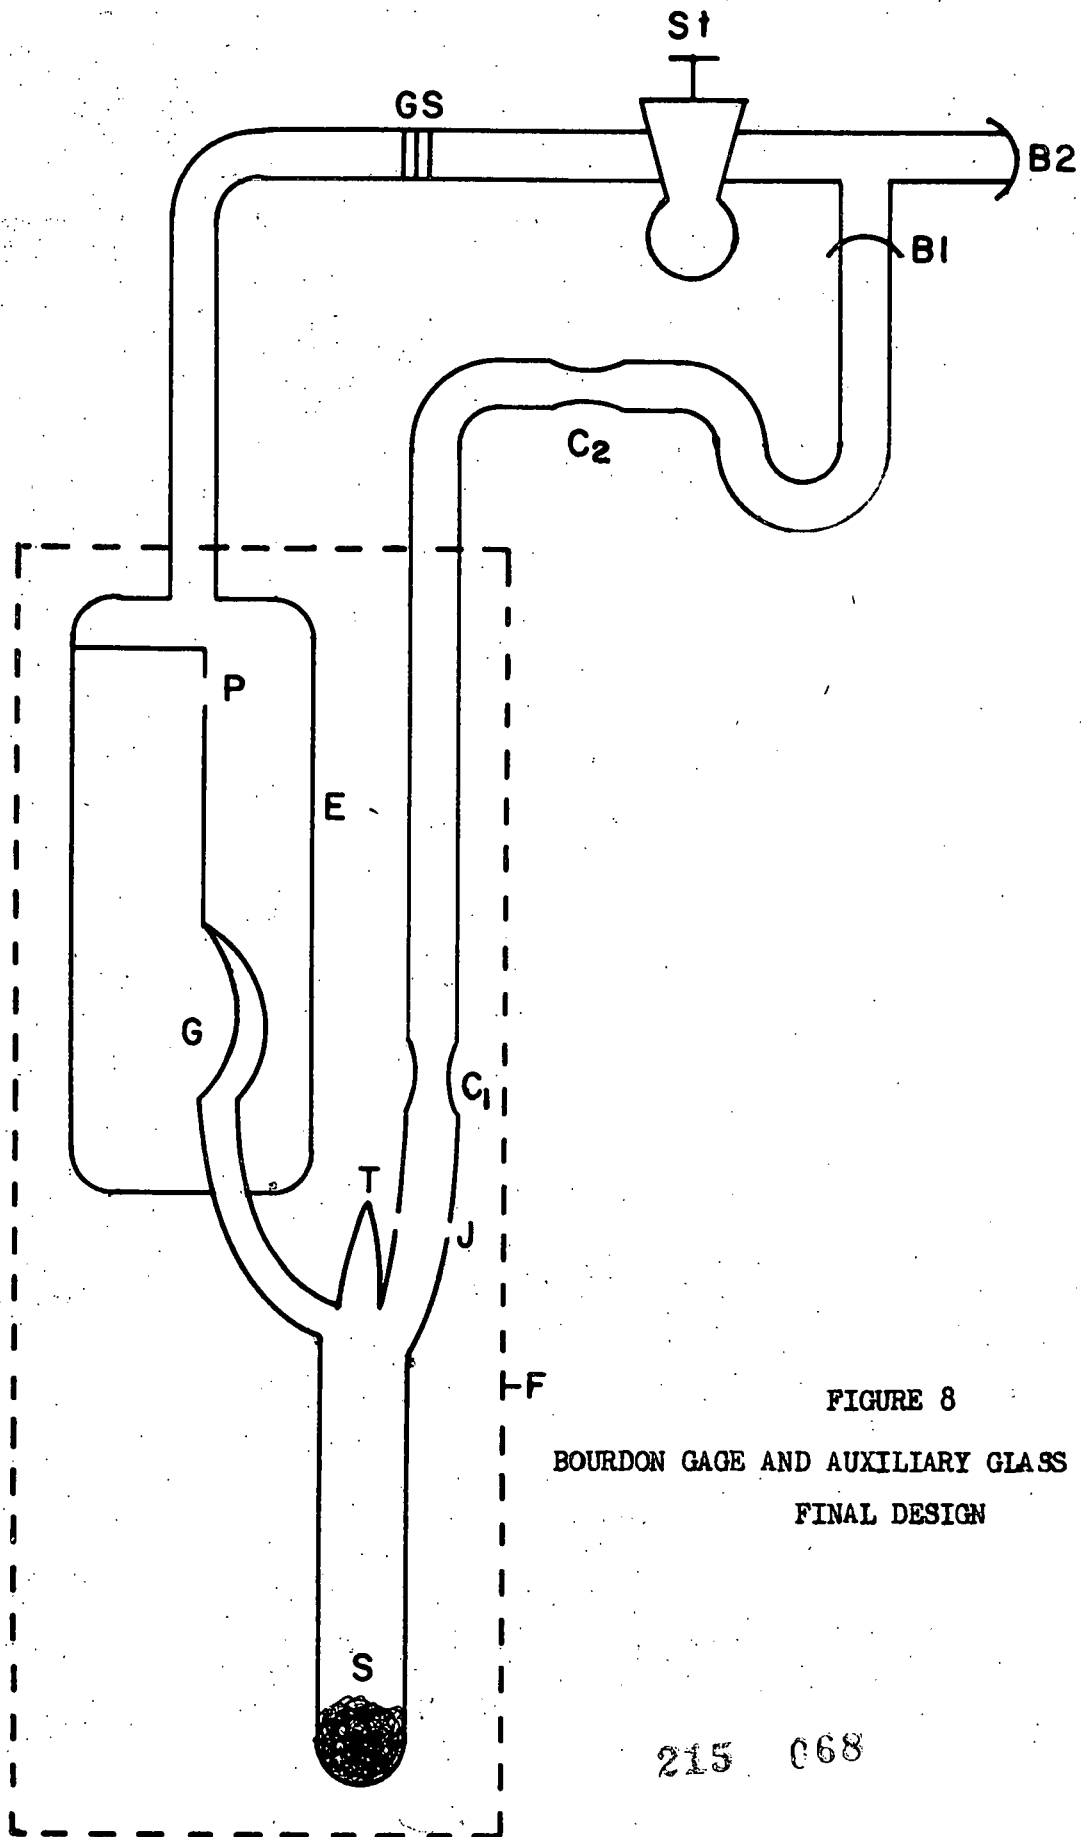 St
GS
B2
B1
C2
P
E
G
C1
T
J
F
FIGURE 8
BOURDON GAGE AND AUXILIARY GLASS
FINAL DESIGN
S
215 068